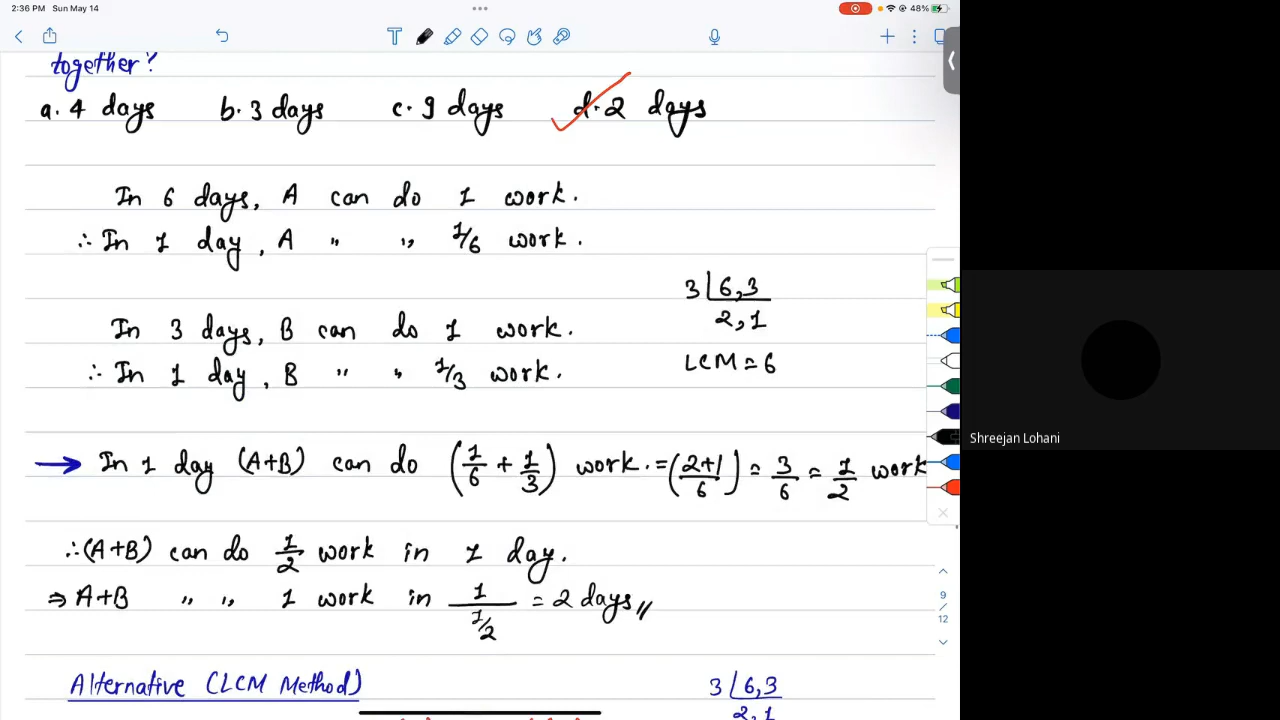 2:36 PM Sun May 14
48%
together?
a. 4 days b. 3 days c. 9 days d. 2 days
In 6 days, A can do 1 work.
∴ In 1 day, A " " 1/6 work.
3 | 6, 3
2, 1
In 3 days, B can do 1 work.
LCM = 6
∴ In 1 day, B " " 1/3 work.
Shreejan Lohani
→ In 1 day (A+B) can do (1/6 + 1/3) work. = (2+1/6) = 3/6 = 1/2 work
∴ (A+B) can do 1/2 work in 1 day.
⇒ A+B " " 1 work in 1/(1/2) = 2 days //
9
/
12
Alternative (LCM Method)
3 | 6, 3
2, 1